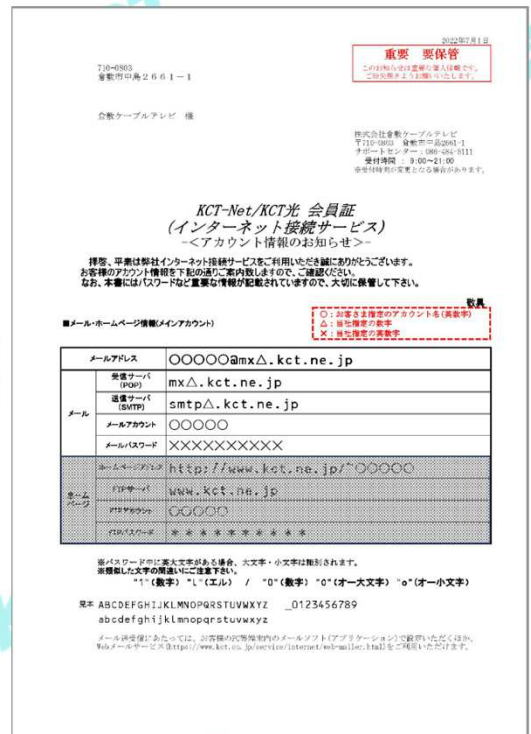 2022年7月1日
重要 要保管
このお知らせは重要な個人情報です。
ご紛失無きようお願いいたします。
710-0803
倉敷市中島2661-1
倉敷ケーブルテレビ 様
株式会社倉敷ケーブルテレビ
〒710-0803 倉敷市中島2661-1
サポートセンター:086-484-8111
受付時間 : 9:00~21:00
※受付時間が変更となる場合があります。
KCT-Net/KCT光 会員証
(インターネット接続サービス)
-<アカウント情報のお知らせ>-
拝啓、平素は弊社インターネット接続サービスをご利用いただき誠にありがとうございます。
お客様のアカウント情報を下記の通りご案内致しますので、ご確認ください。
なお、本書にはパスワードなど重要な情報が記載されていますので、大切に保管して下さい。
敬具
○:お客さま指定のアカウント名(英数字)
△:当社指定の数字
×:当社指定の英数字
■メール・ホームページ情報(メインアカウント)
メールアドレス ○○○○○@mx△.kct.ne.jp
メール
受信サーバ(POP) mx△.kct.ne.jp
送信サーバ(SMTP) smtp△.kct.ne.jp
メールアカウント ○○○○○
メールパスワード ××××××××××
ホームページ
ホームページアドレス http://www.kct.ne.jp/~○○○○○
FTPサーバ www.kct.ne.jp
FTPアカウント ○○○○○
FTPパスワード **********
※パスワード中に英大文字がある場合、大文字・小文字は識別されます。
※類似した文字の間違いにご注意下さい。
"1"(数字) "L"(エル) / "0"(数字) "O"(オー大文字) "o"(オー小文字)
見本 ABCDEFGHIJKLMNOPQRSTUVWXYZ _0123456789
abcdefghijklmnopqrstuvwxyz
メール送受信にあたっては、お客様のPC等端末内のメールソフト(アプリケーション)で設定いただくほか、
Webメールサービス(https://www.kct.co.jp/service/internet/web-mailer.html)をご利用いただけます。